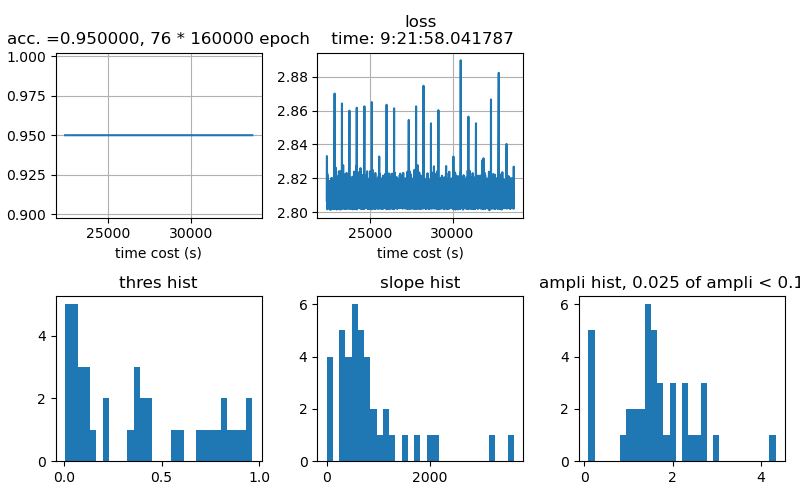 acc. =0.950000, 76 * 160000 epoch
1.000
0.975
0.950
0.925
0.900
25000 30000
time cost (s)
loss
time: 9:21:58.041787
2.88
2.86
2.84
2.82
2.80
25000 30000
time cost (s)
thres hist
4
2
0
0.0 0.5 1.0
slope hist
6
4
2
0
0 2000
ampli hist, 0.025 of ampli < 0.1
6
4
2
0
0 2 4